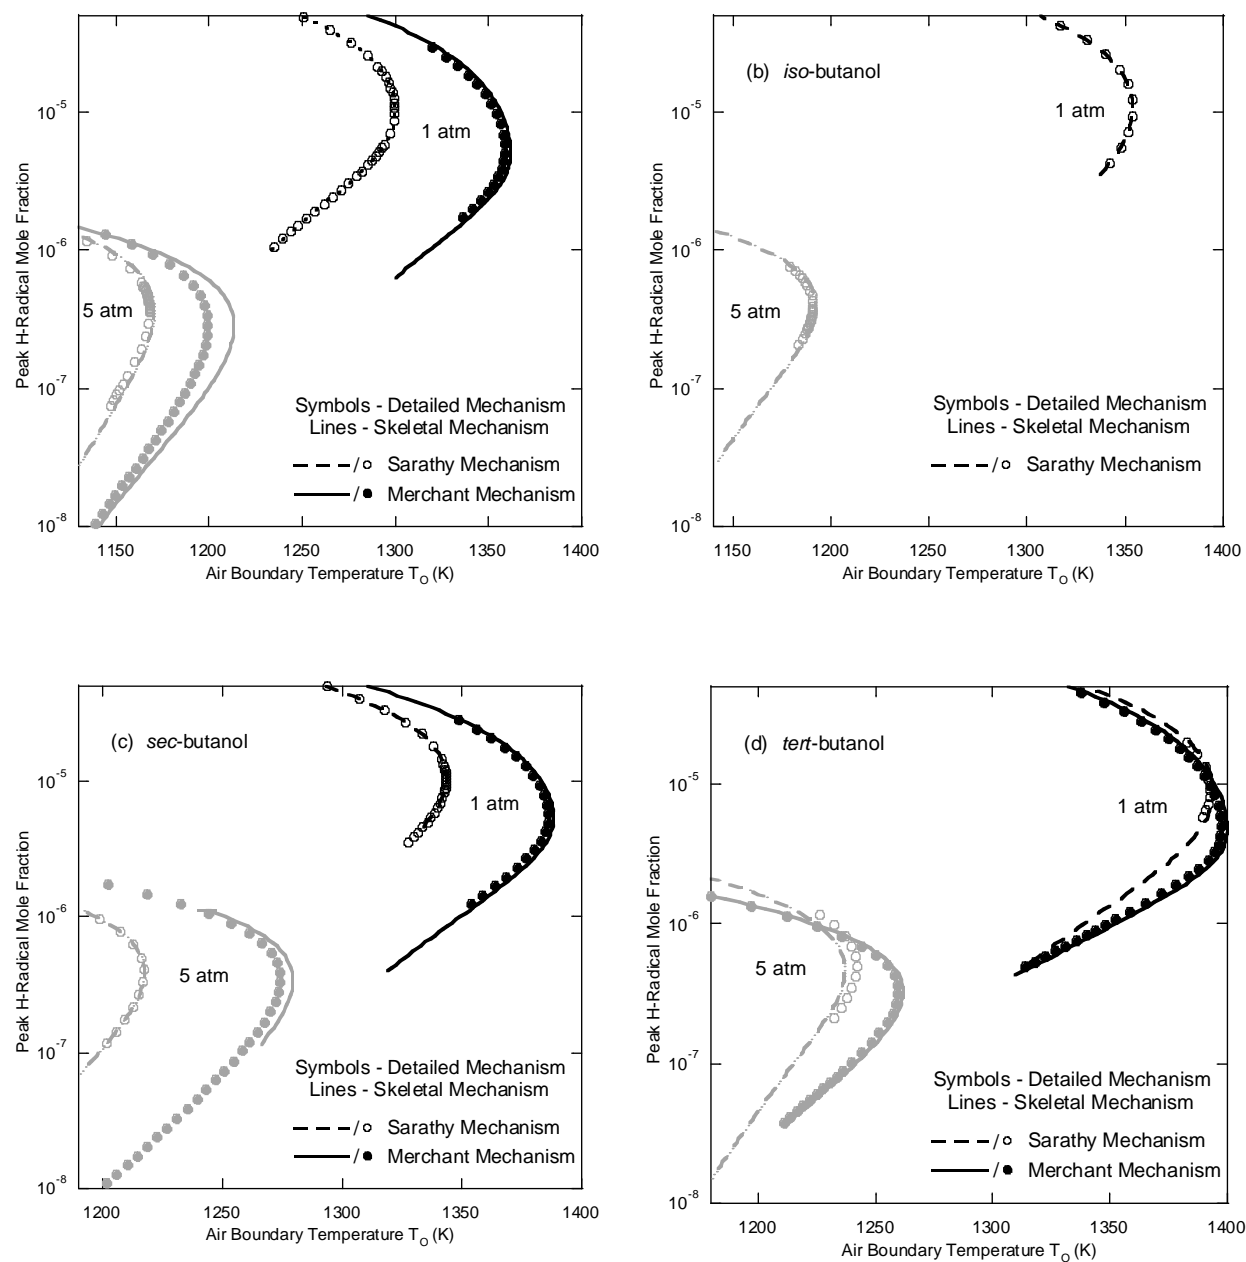 10⁻⁵
10⁻⁶
10⁻⁷
10⁻⁸
Peak H-Radical Mole Fraction
1 atm
5 atm
Symbols - Detailed Mechanism
Lines - Skeletal Mechanism
/ Sarathy Mechanism
/ Merchant Mechanism
1150 1200 1250 1300 1350 1400
Air Boundary Temperature T_O (K)
10⁻⁵
10⁻⁶
10⁻⁷
10⁻⁸
Peak H-Radical Mole Fraction
(b) iso-butanol
1 atm
5 atm
Symbols - Detailed Mechanism
Lines - Skeletal Mechanism
/ Sarathy Mechanism
1150 1200 1250 1300 1350 1400
Air Boundary Temperature T_O (K)
10⁻⁵
10⁻⁶
10⁻⁷
10⁻⁸
Peak H-Radical Mole Fraction
(c) sec-butanol
1 atm
5 atm
Symbols - Detailed Mechanism
Lines - Skeletal Mechanism
/ Sarathy Mechanism
/ Merchant Mechanism
1200 1250 1300 1350 1400
Air Boundary Temperature T_O (K)
10⁻⁵
10⁻⁶
10⁻⁷
10⁻⁸
Peak H-Radical Mole Fraction
(d) tert-butanol
1 atm
5 atm
Symbols - Detailed Mechanism
Lines - Skeletal Mechanism
/ Sarathy Mechanism
/ Merchant Mechanism
1200 1250 1300 1350 1400
Air Boundary Temperature T_O (K)